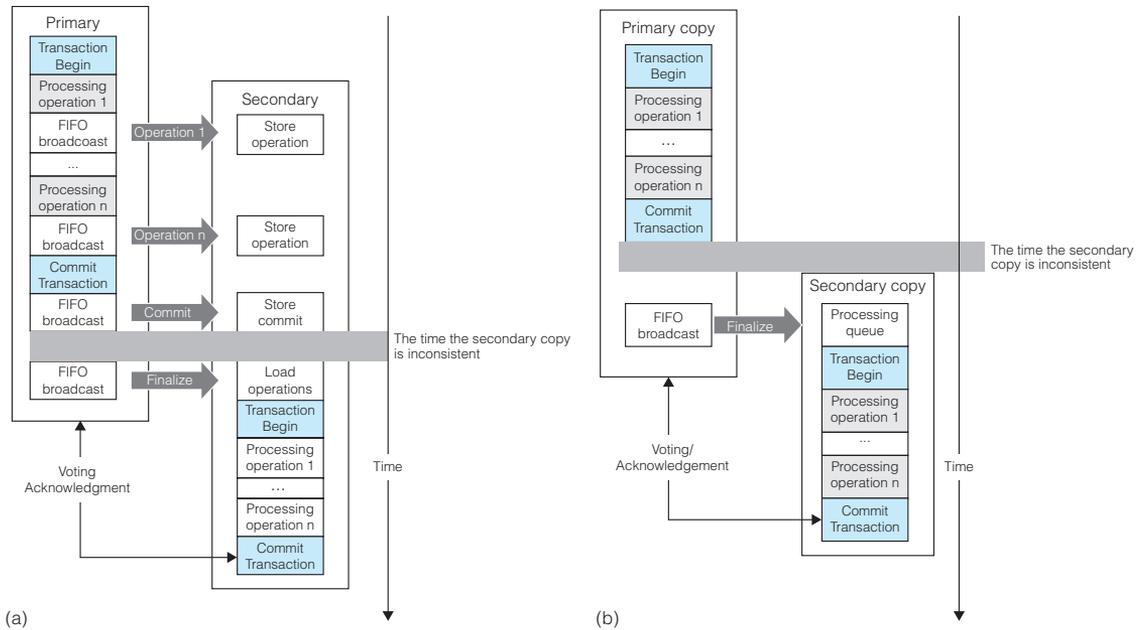 Primary
Transaction
Begin
Processing
operation 1
FIFO
broadcoast
...
Processing
operation n
FIFO
broadcast
Commit
Transaction
FIFO
broadcast
FIFO
broadcast
Operation 1
Operation n
Commit
Finalize
Secondary
Store
operation
Store
operation
Store
commit
Load
operations
Transaction
Begin
Processing
operation 1
...
Processing
operation n
Commit
Transaction
The time the secondary copy
is inconsistent
Voting
Acknowledgment
Time
(a)
Primary copy
Transaction
Begin
Processing
operation 1
...
Processing
operation n
Commit
Transaction
The time the secondary
copy is inconsistent
FIFO
broadcast
Finalize
Secondary copy
Processing
queue
Transaction
Begin
Processing
operation 1
...
Processing
operation n
Commit
Transaction
Voting/
Acknowledgement
Time
(b)